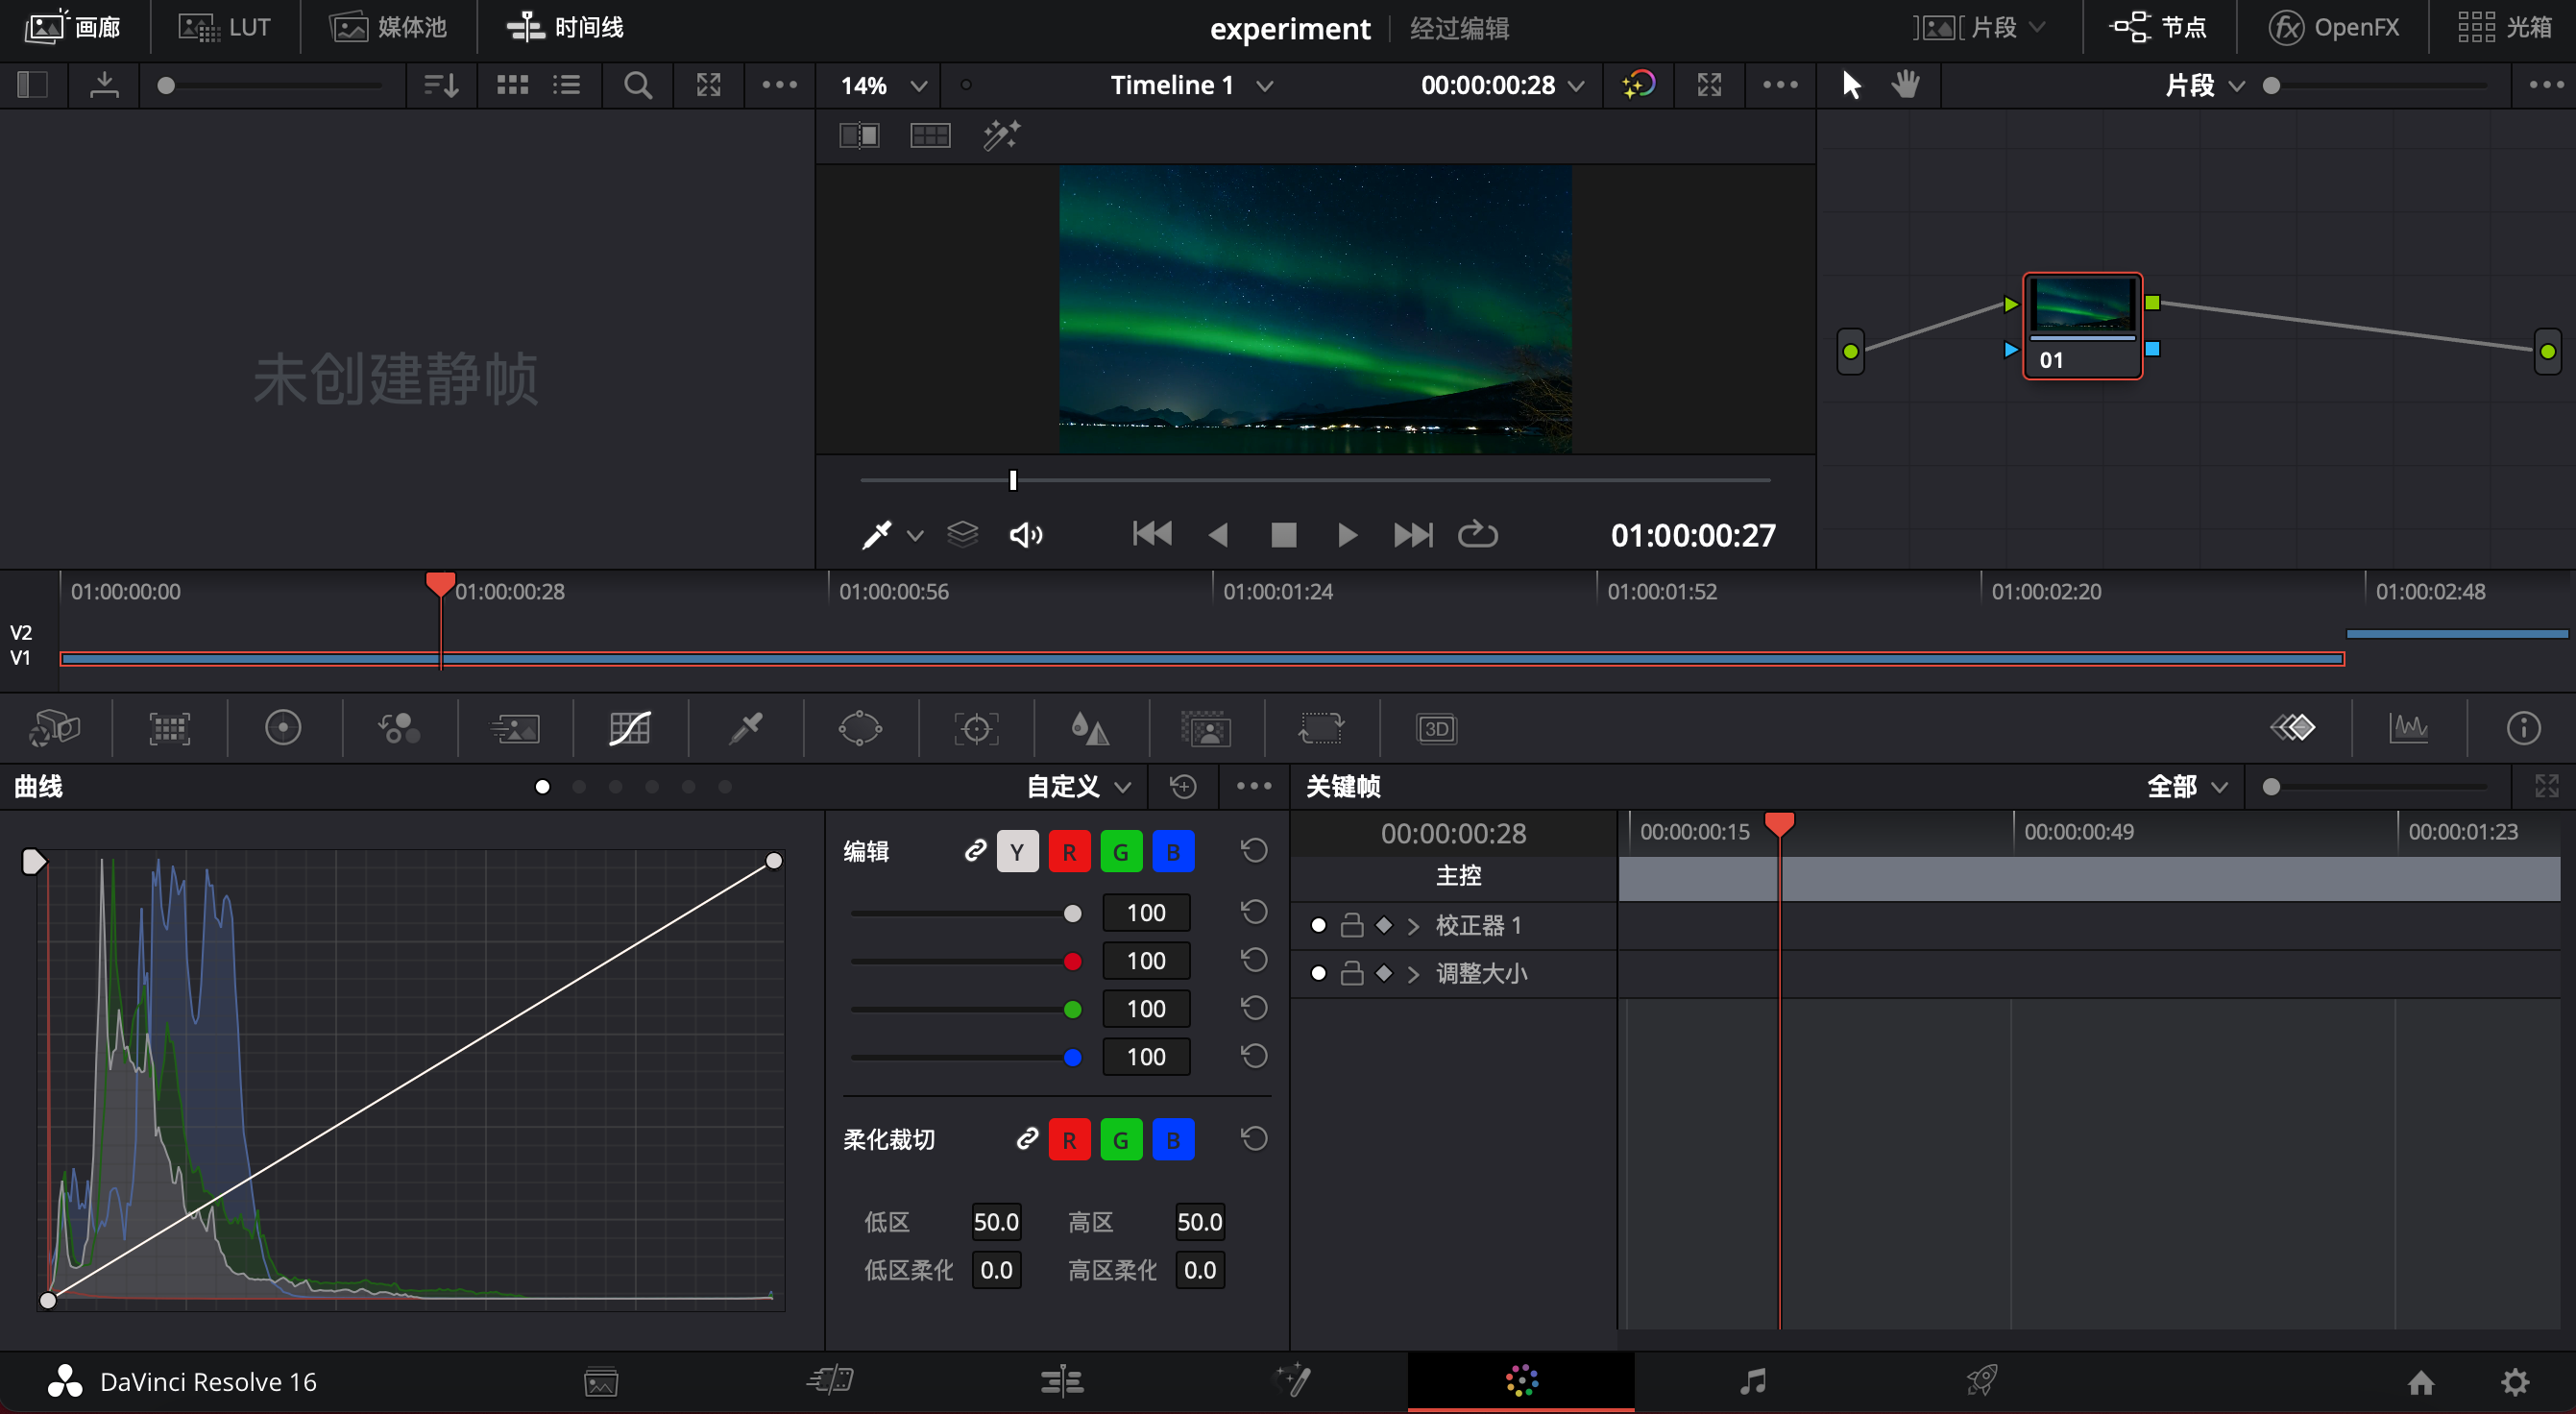 画廊 LUT 媒体池 时间线 experiment 经过编辑 片段 节点 OpenFX 光箱
14% Timeline 1 00:00:00:28 片段
未创建静帧
01
01:00:00:27
01:00:00:00 01:00:00:28 01:00:00:56 01:00:01:24 01:00:01:52 01:00:02:20 01:00:02:48
V2
V1
3D
曲线 自定义 关键帧 全部
编辑 Y R G B
100
100
100
100
柔化裁切 R G B
低区 50.0 高区 50.0
低区柔化 0.0 高区柔化 0.0
00:00:00:28 00:00:00:15 00:00:00:49 00:00:01:23
主控
校正器 1
调整大小
DaVinci Resolve 16